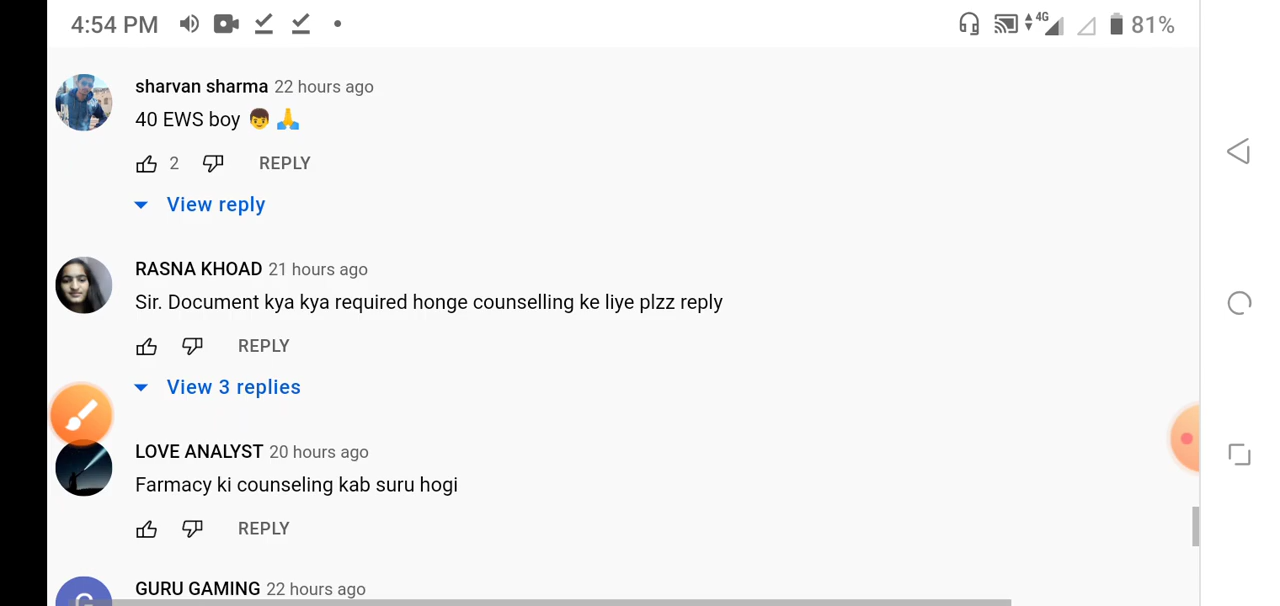 4:54 PM 4G 81%
sharvan sharma 22 hours ago
40 EWS boy 👦 🙏
2 REPLY
View reply
RASNA KHOAD 21 hours ago
Sir. Document kya kya required honge counselling ke liye plzz reply
REPLY
View 3 replies
LOVE ANALYST 20 hours ago
Farmacy ki counseling kab suru hogi
REPLY
GURU GAMING 22 hours ago
G